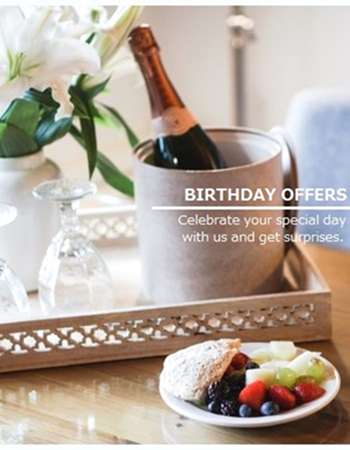 BIRTHDAY OFFERS
Celebrate your special day
with us and get surprises.